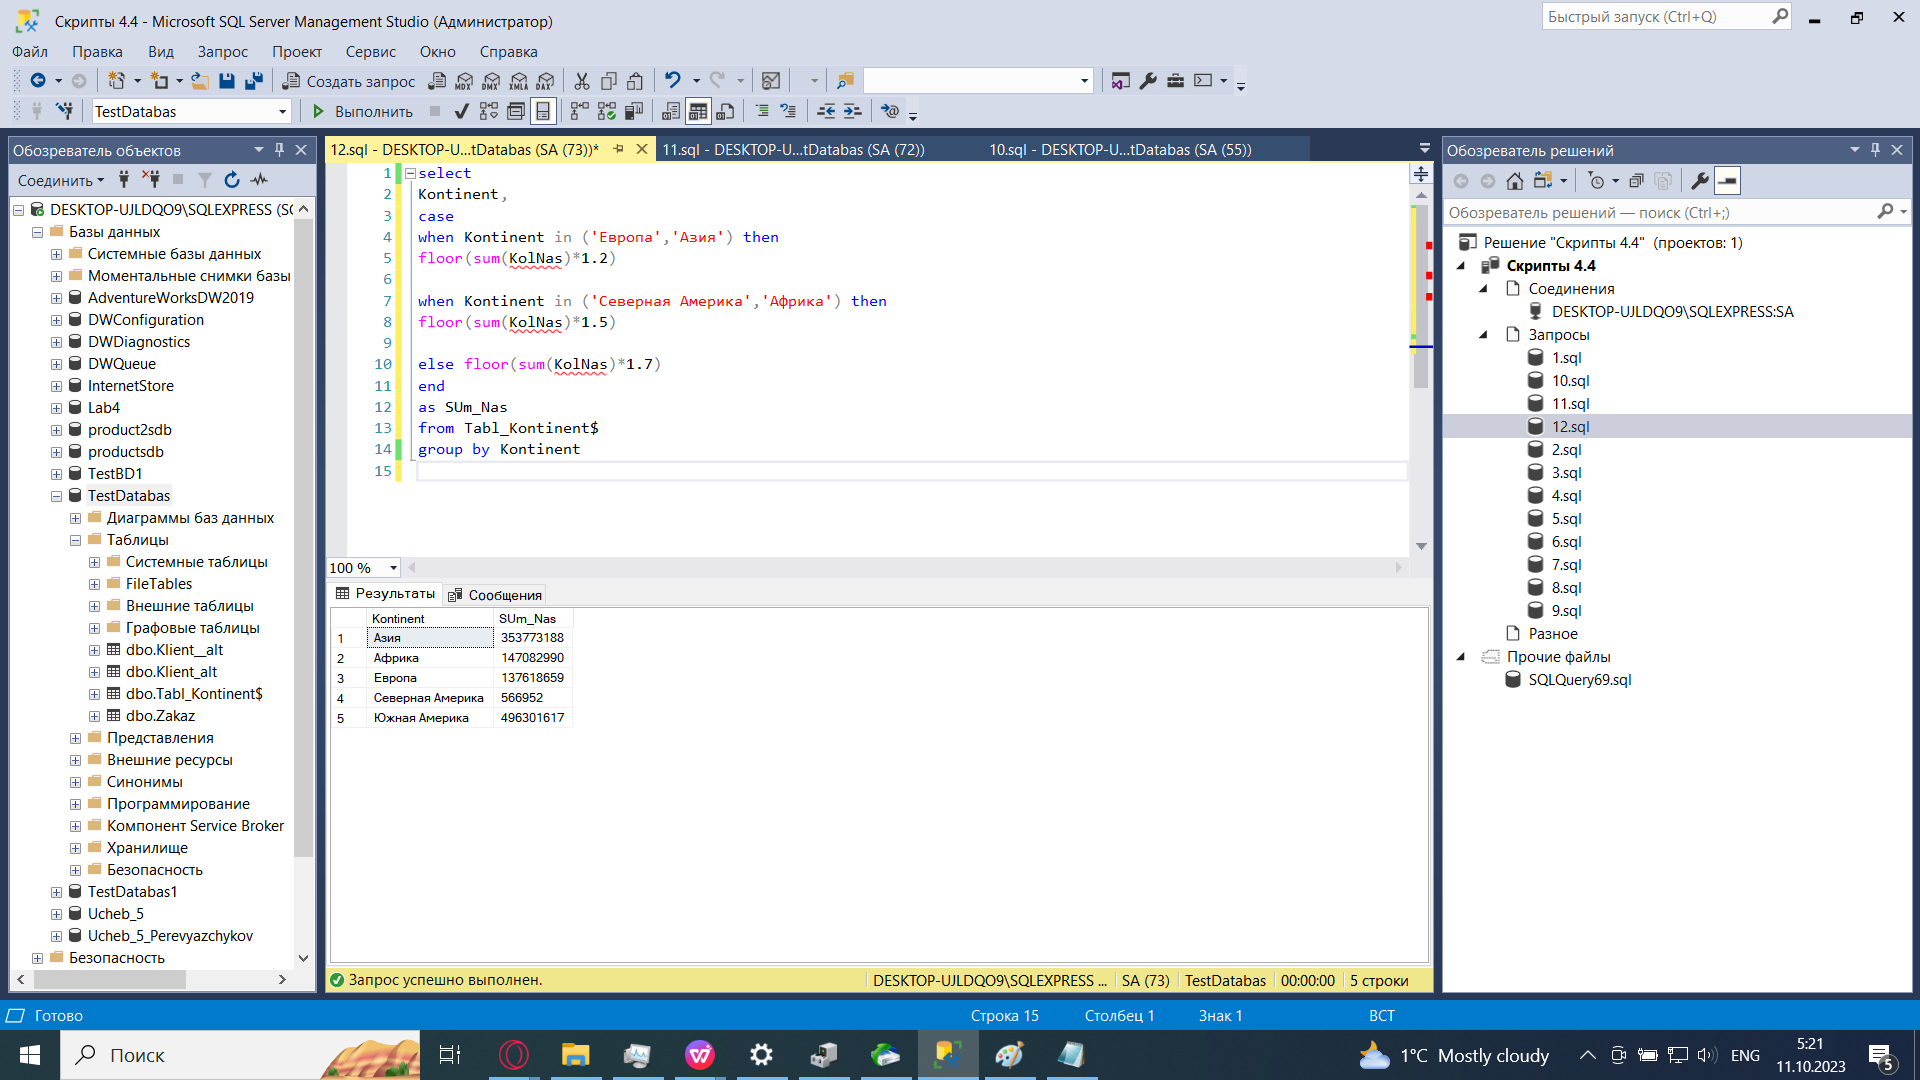 Скрипты 4.4 - Microsoft SQL Server Management Studio (Администратор)
Быстрый запуск (Ctrl+Q)
Файл Правка Вид Запрос Проект Сервис Окно Справка
Создать запрос
MDX DMX XMLA DAX
TestDatabas
Выполнить
Обозреватель объектов
Соединить
DESKTOP-UJLDQO9\SQLEXPRESS (SQ
Базы данных
Системные базы данных
Моментальные снимки базы
AdventureWorksDW2019
DWConfiguration
DWDiagnostics
DWQueue
InternetStore
Lab4
product2sdb
productsdb
TestBD1
TestDatabas
Диаграммы баз данных
Таблицы
Системные таблицы
FileTables
Внешние таблицы
Графовые таблицы
dbo.Klient__alt
dbo.Klient_alt
dbo.Tabl_Kontinent$
dbo.Zakaz
Представления
Внешние ресурсы
Синонимы
Программирование
Компонент Service Broker
Хранилище
Безопасность
TestDatabas1
Ucheb_5
Ucheb_5_Perevyazchykov
Безопасность
12.sql - DESKTOP-U...tDatabas (SA (73))*
11.sql - DESKTOP-U...tDatabas (SA (72))
10.sql - DESKTOP-U...tDatabas (SA (55))
1 select
2 Kontinent,
3 case
4 when Kontinent in ('Европа','Азия') then
5 floor(sum(KolNas)*1.2)
6
7 when Kontinent in ('Северная Америка','Африка') then
8 floor(sum(KolNas)*1.5)
9
10 else floor(sum(KolNas)*1.7)
11 end
12 as SUm_Nas
13 from Tabl_Kontinent$
14 group by Kontinent
15
100 %
Результаты Сообщения
Kontinent SUm_Nas
1 Азия 353773188
2 Африка 147082990
3 Европа 137618659
4 Северная Америка 566952
5 Южная Америка 496301617
Запрос успешно выполнен.
DESKTOP-UJLDQO9\SQLEXPRESS ... SA (73) TestDatabas 00:00:00 5 строки
Обозреватель решений
Обозреватель решений — поиск (Ctrl+;)
Решение "Скрипты 4.4" (проектов: 1)
Скрипты 4.4
Соединения
DESKTOP-UJLDQO9\SQLEXPRESS:SA
Запросы
1.sql
10.sql
11.sql
12.sql
2.sql
3.sql
4.sql
5.sql
6.sql
7.sql
8.sql
9.sql
Разное
Прочие файлы
SQLQuery69.sql
Готово
Строка 15 Столбец 1 Знак 1 ВСТ
Поиск
1°C Mostly cloudy
ENG
5:21
11.10.2023
5